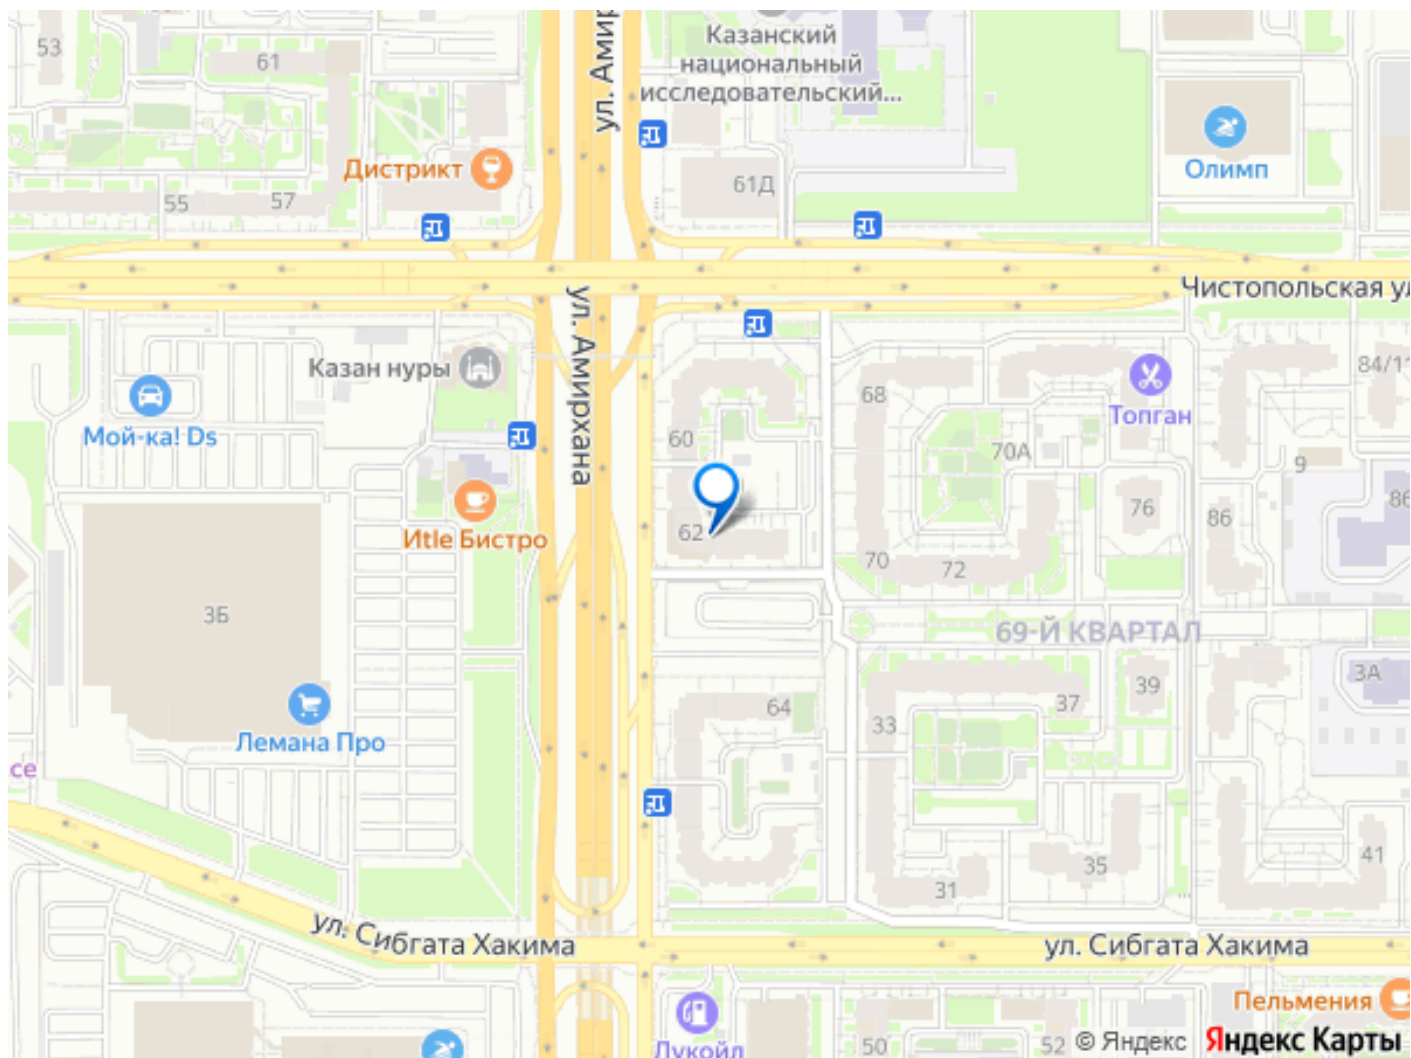 53
61
ул. Амир
Казанский
национальный
исследовательский...
Дистрикт
Олимп
61Д
55
57
Чистопольская ул
ул. Амирхана
Казан нуры
84/11
68
Топган
Мой-ка! Ds
60
70А
9
76
86
86
Иtle Бистро
62
70
72
3Б
69-Й КВАРТАЛ
3А
39
37
64
33
Лемана Про
се
35
41
31
ул. Сибгата Хакима
ул. Сибгата Хакима
Пельмения
Лукойл
50
52
© Яндекс
Яндекс Карты